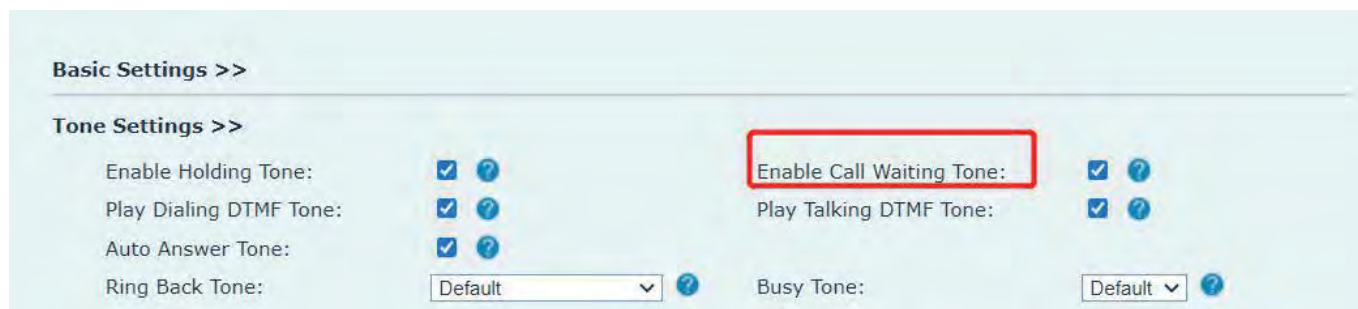 Basic Settings >>
Tone Settings >>
Enable Holding Tone: Enable Call Waiting Tone:
Play Dialing DTMF Tone: Play Talking DTMF Tone:
Auto Answer Tone:
Ring Back Tone: Default Busy Tone: Default